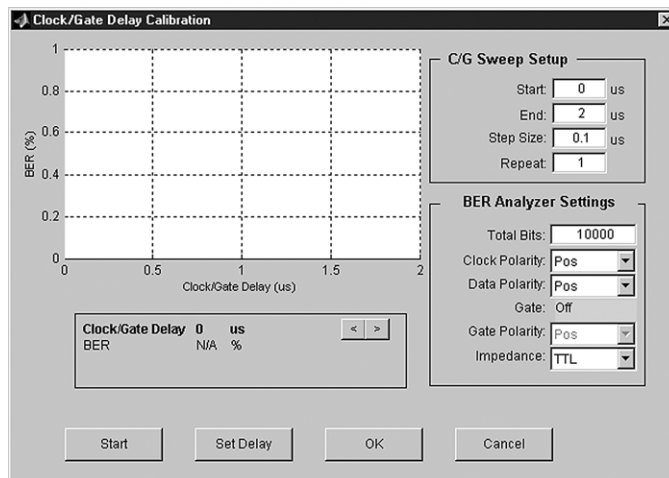 Clock/Gate Delay Calibration
1
0.8
0.6
0.4
0.2
0
BER (%)
0 0.5 1 1.5 2
Clock/Gate Delay (us)
Clock/Gate Delay 0 us < >
BER N/A %
C/G Sweep Setup
Start: 0 us
End: 2 us
Step Size: 0.1 us
Repeat: 1
BER Analyzer Settings
Total Bits: 10000
Clock Polarity: Pos
Data Polarity: Pos
Gate: Off
Gate Polarity: Pos
Impedance: TTL
Start Set Delay OK Cancel